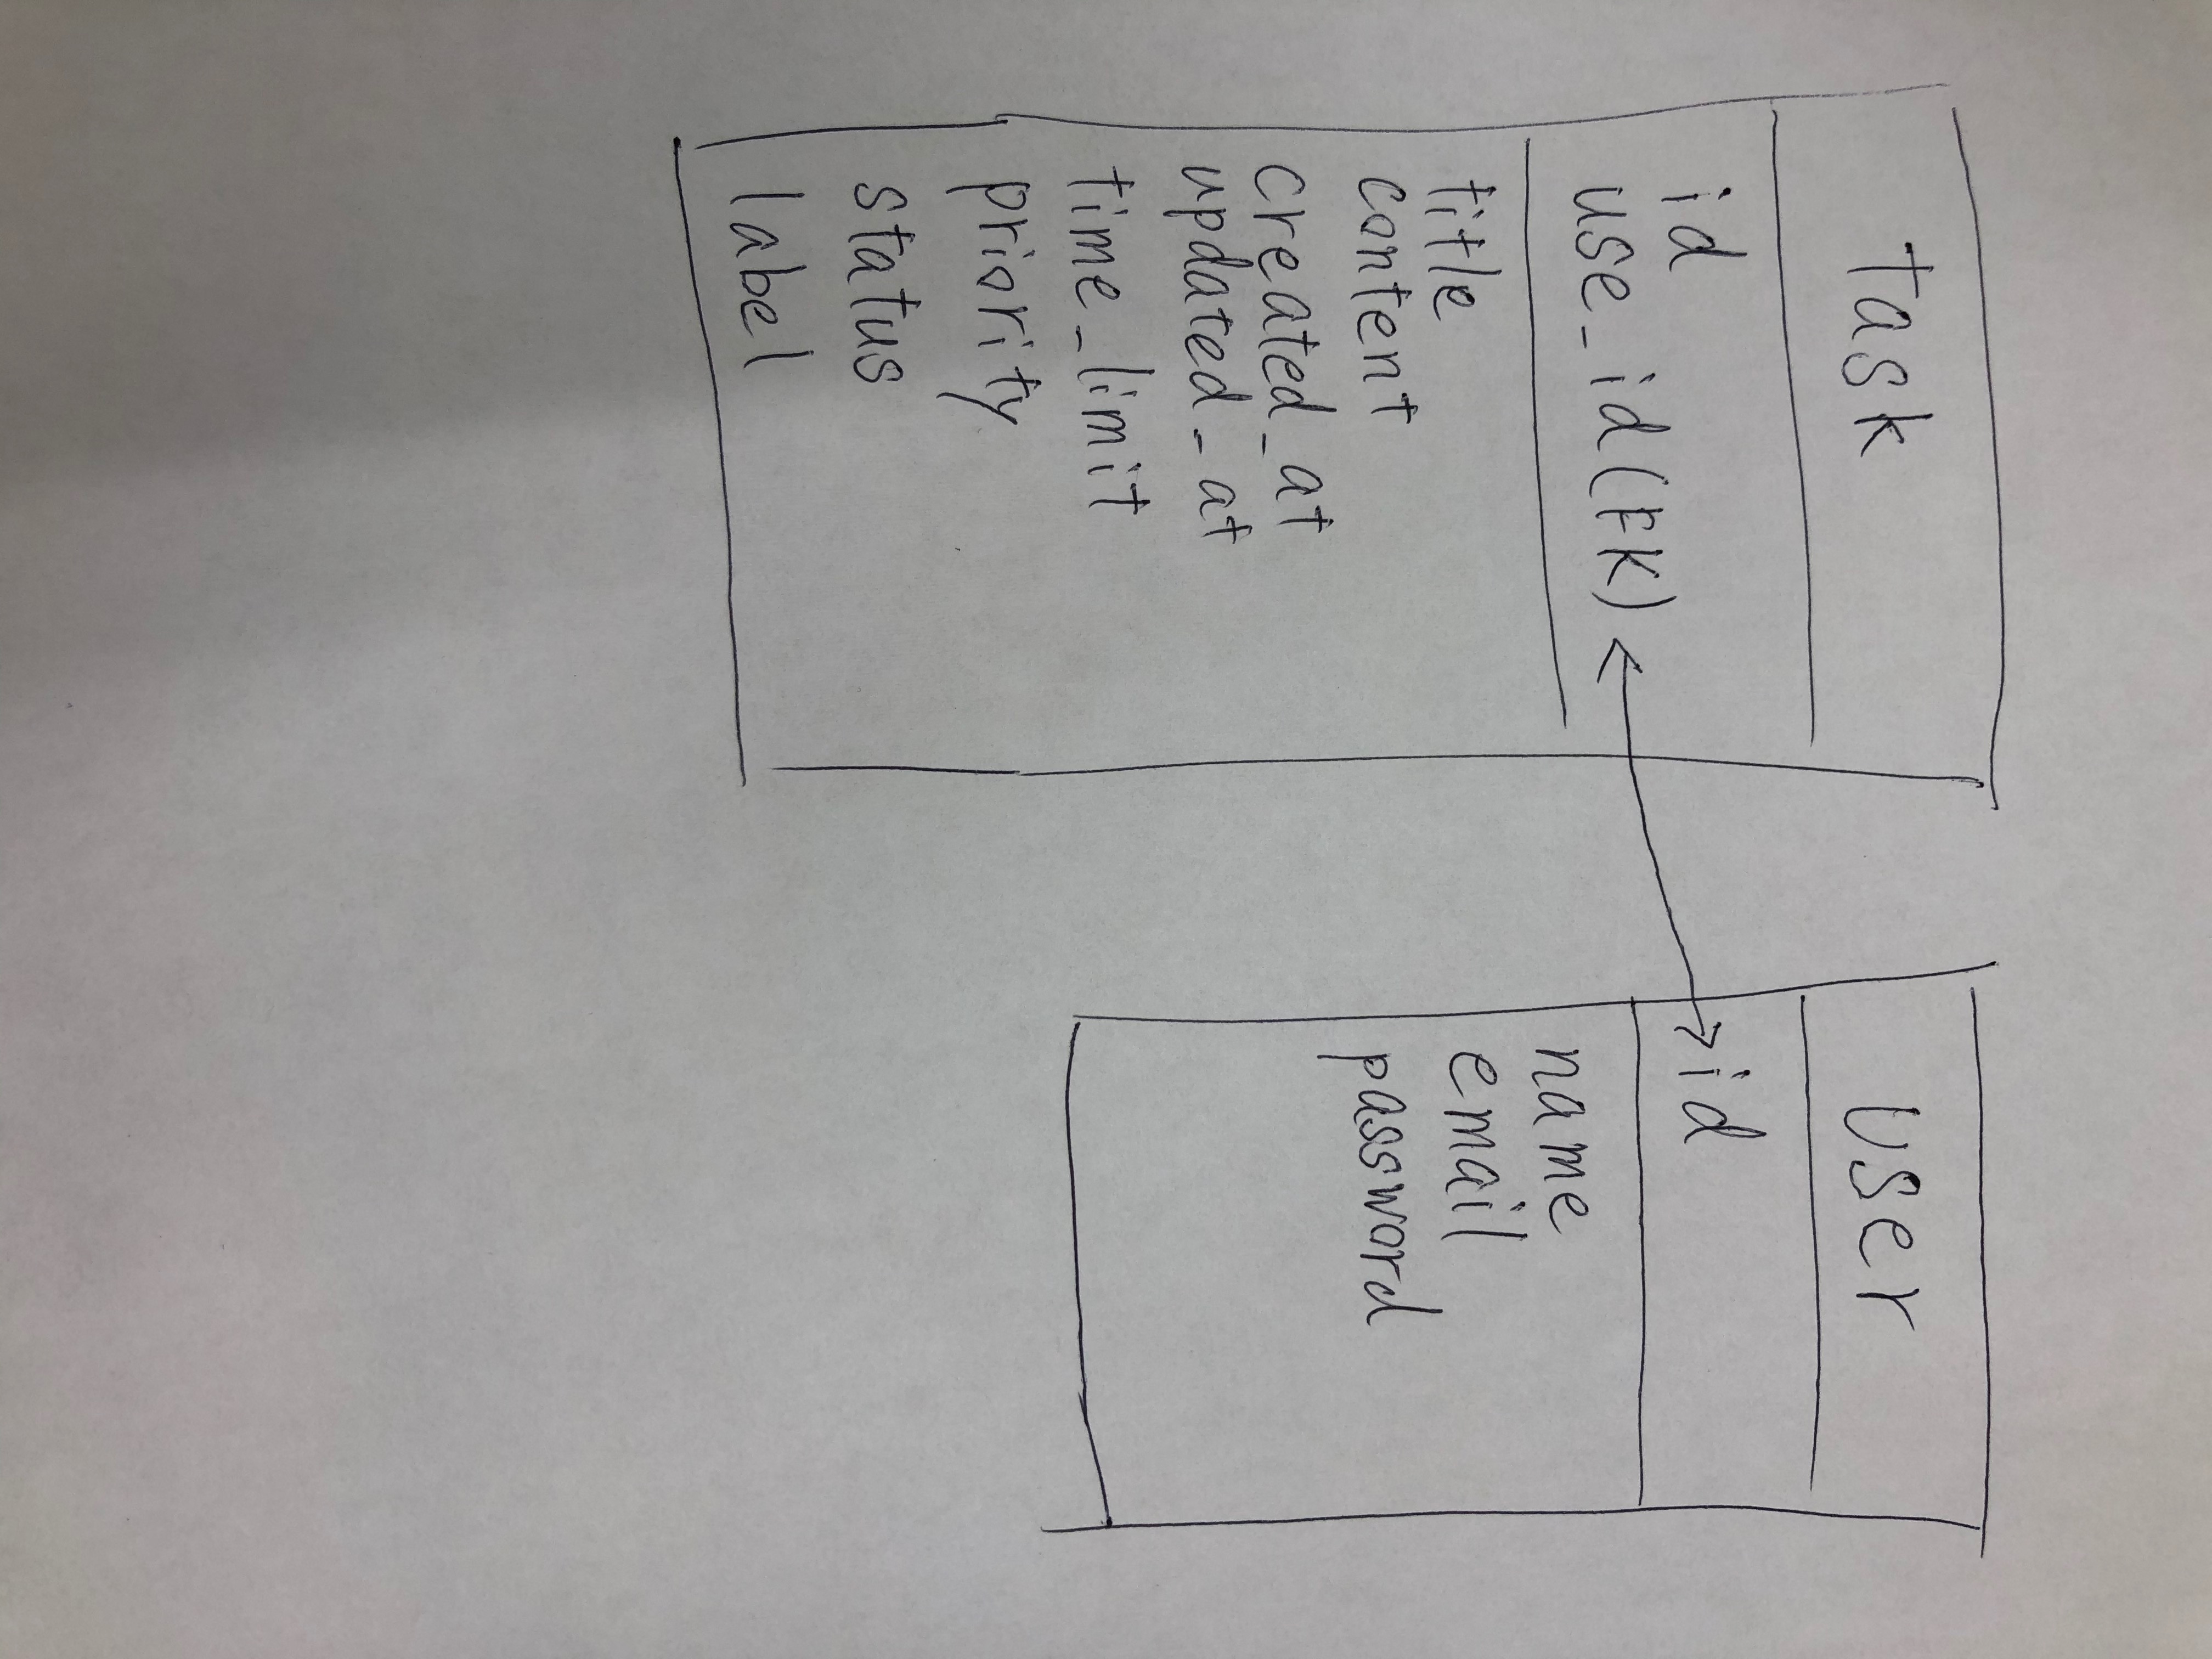 task
id
use_id(FK)
title
content
created_at
updated_at
time_limit
priority
status
label
user
id
name
email
password